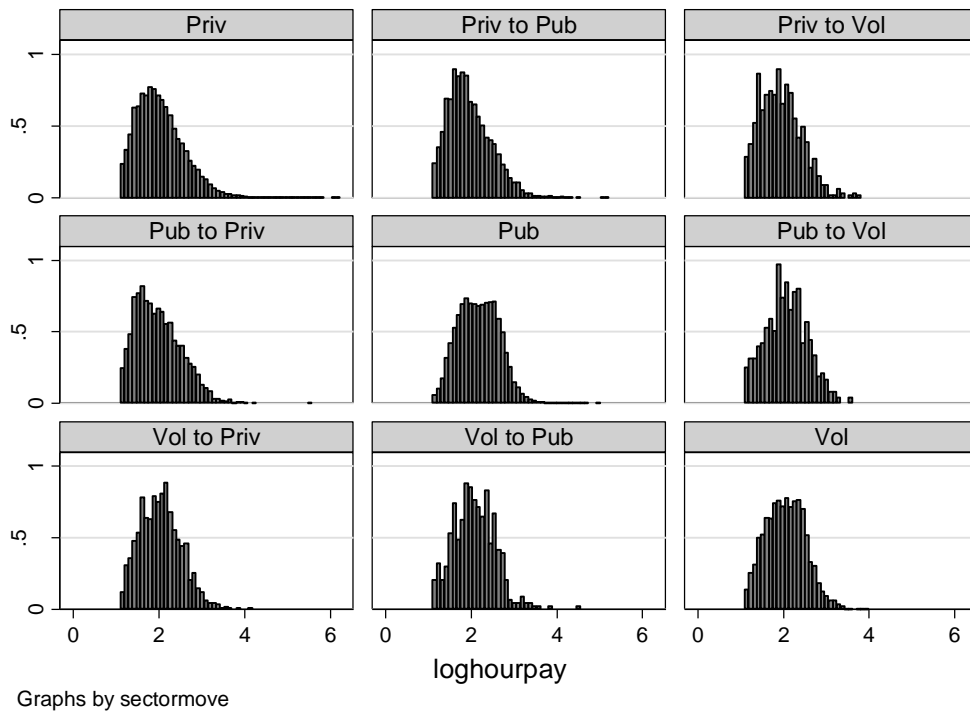 Priv
Priv to Pub
Priv to Vol
1
.5
0
Pub to Priv
Pub
Pub to Vol
1
.5
0
Vol to Priv
Vol to Pub
Vol
1
.5
0
0 2 4 6
0 2 4 6
0 2 4 6
loghourpay
Graphs by sectormove